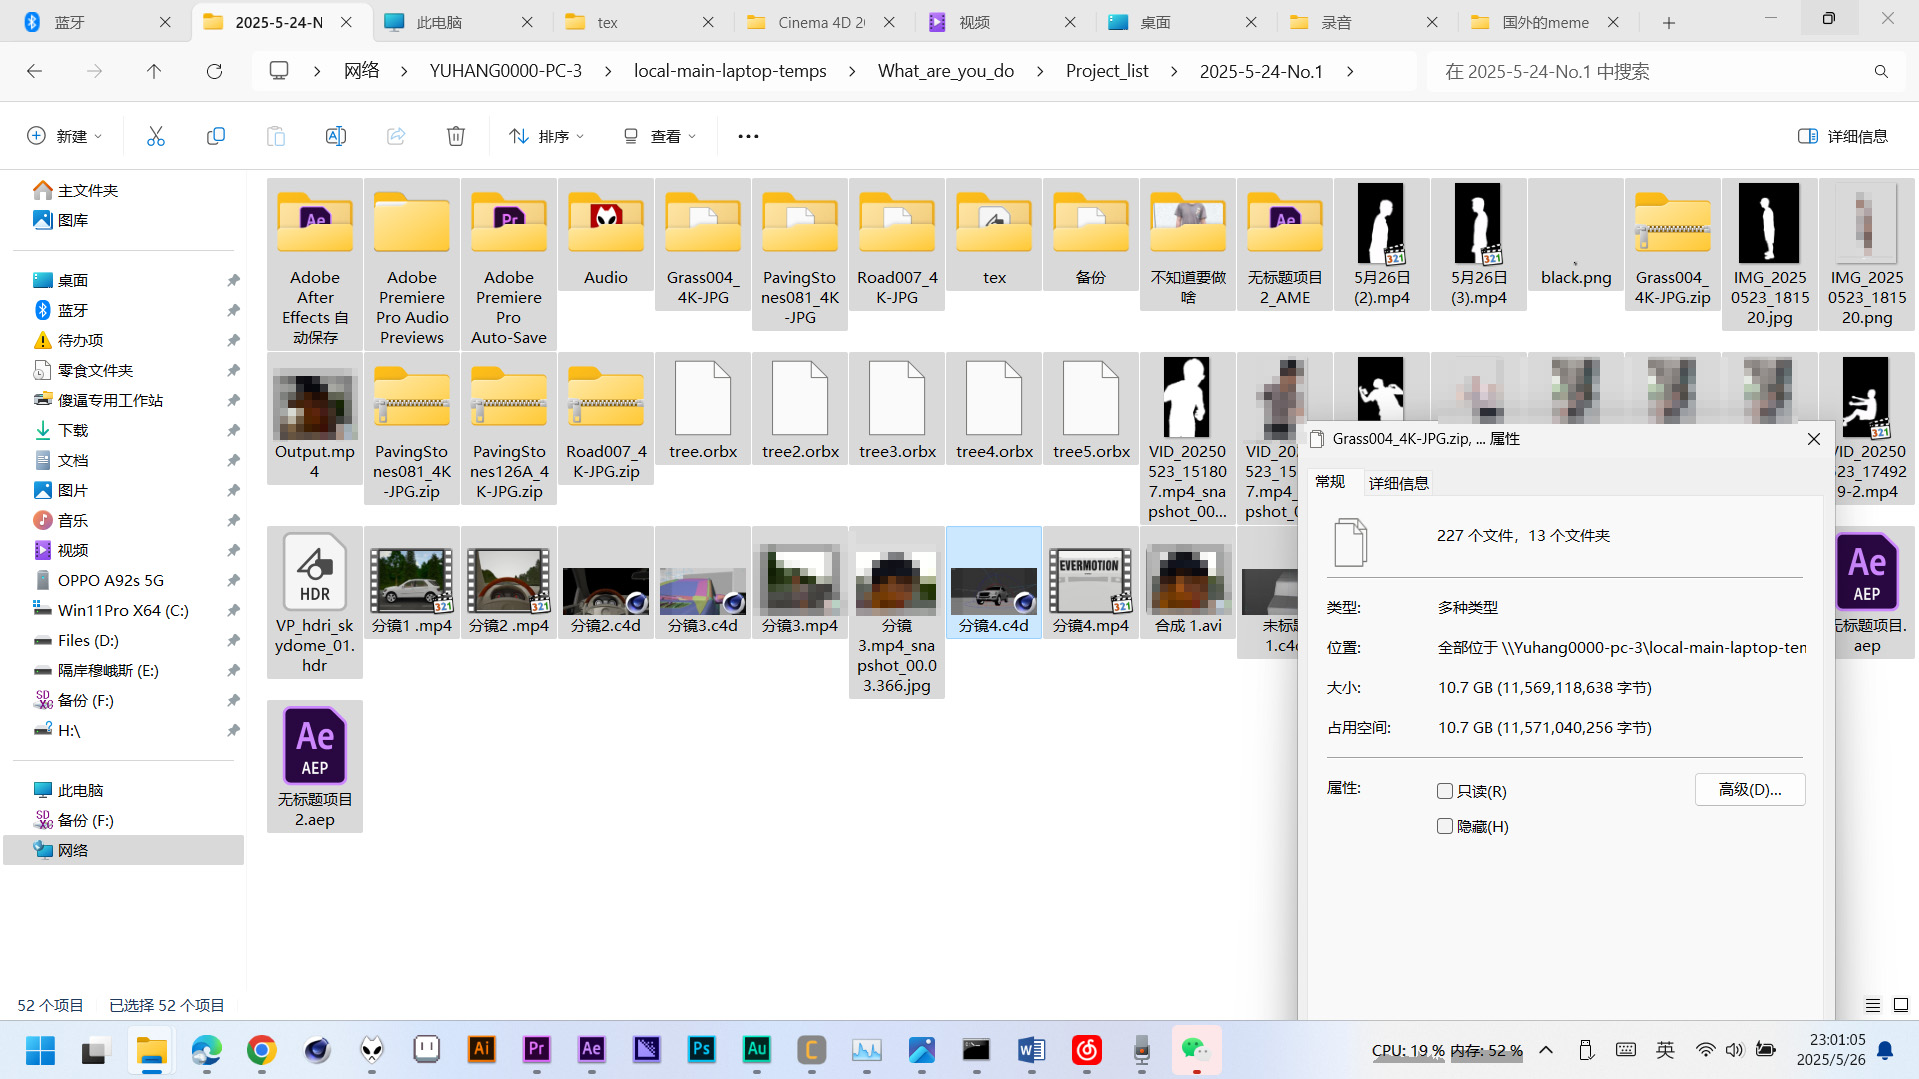 蓝牙
2025-5-24-N
此电脑
tex
Cinema 4D 20
视频
桌面
录音
国外的meme
网络
YUHANG0000-PC-3
local-main-laptop-temps
What_are_you_do
Project_list
2025-5-24-No.1
在 2025-5-24-No.1 中搜索
新建
排序
查看
详细信息
主文件夹
图库
桌面
蓝牙
待办项
零食文件夹
傻逼专用工作站
下载
文档
图片
音乐
视频
OPPO A92s 5G
Win11Pro X64 (C:)
Files (D:)
隔岸穆峨斯 (E:)
备份 (F:)
H:\
此电脑
备份 (F:)
网络
Adobe After Effects 自动保存
Adobe Premiere Pro Audio Previews
Adobe Premiere Pro Auto-Save
Audio
Grass004_4K-JPG
PavingStones081_4K-JPG
Road007_4K-JPG
tex
备份
不知道要做啥
无标题项目2_AME
5月26日(2).mp4
5月26日(3).mp4
black.png
Grass004_4K-JPG.zip
IMG_20250523_181520.jpg
IMG_20250523_181520.png
Output.mp4
PavingStones081_4K-JPG.zip
PavingStones126A_4K-JPG.zip
Road007_4K-JPG.zip
tree.orbx
tree2.orbx
tree3.orbx
tree4.orbx
tree5.orbx
VID_20250523_151807.mp4_snapshot_00...
VID_20250523_15
7.mp4_
pshot_0
VID_20250
523_17492
9-2.mp4
HDR
VP_hdri_skydome_01.hdr
分镜1 .mp4
分镜2 .mp4
分镜2.c4d
分镜3.c4d
分镜3.mp4
分镜3.mp4_snapshot_00.03.366.jpg
分镜4.c4d
EVERMOTION
分镜4.mp4
合成 1.avi
未标题
1.c4d
Ae
AEP
无标题项目.aep
Ae
AEP
无标题项目2.aep
Grass004_4K-JPG.zip, ... 属性
常规
详细信息
227 个文件，13 个文件夹
类型:
多种类型
位置:
全部位于 \\Yuhang0000-pc-3\local-main-laptop-tem
大小:
10.7 GB (11,569,118,638 字节)
占用空间:
10.7 GB (11,571,040,256 字节)
属性:
只读(R)
隐藏(H)
高级(D)...
52 个项目
已选择 52 个项目
CPU: 19 %
内存: 52 %
英
23:01:05
2025/5/26